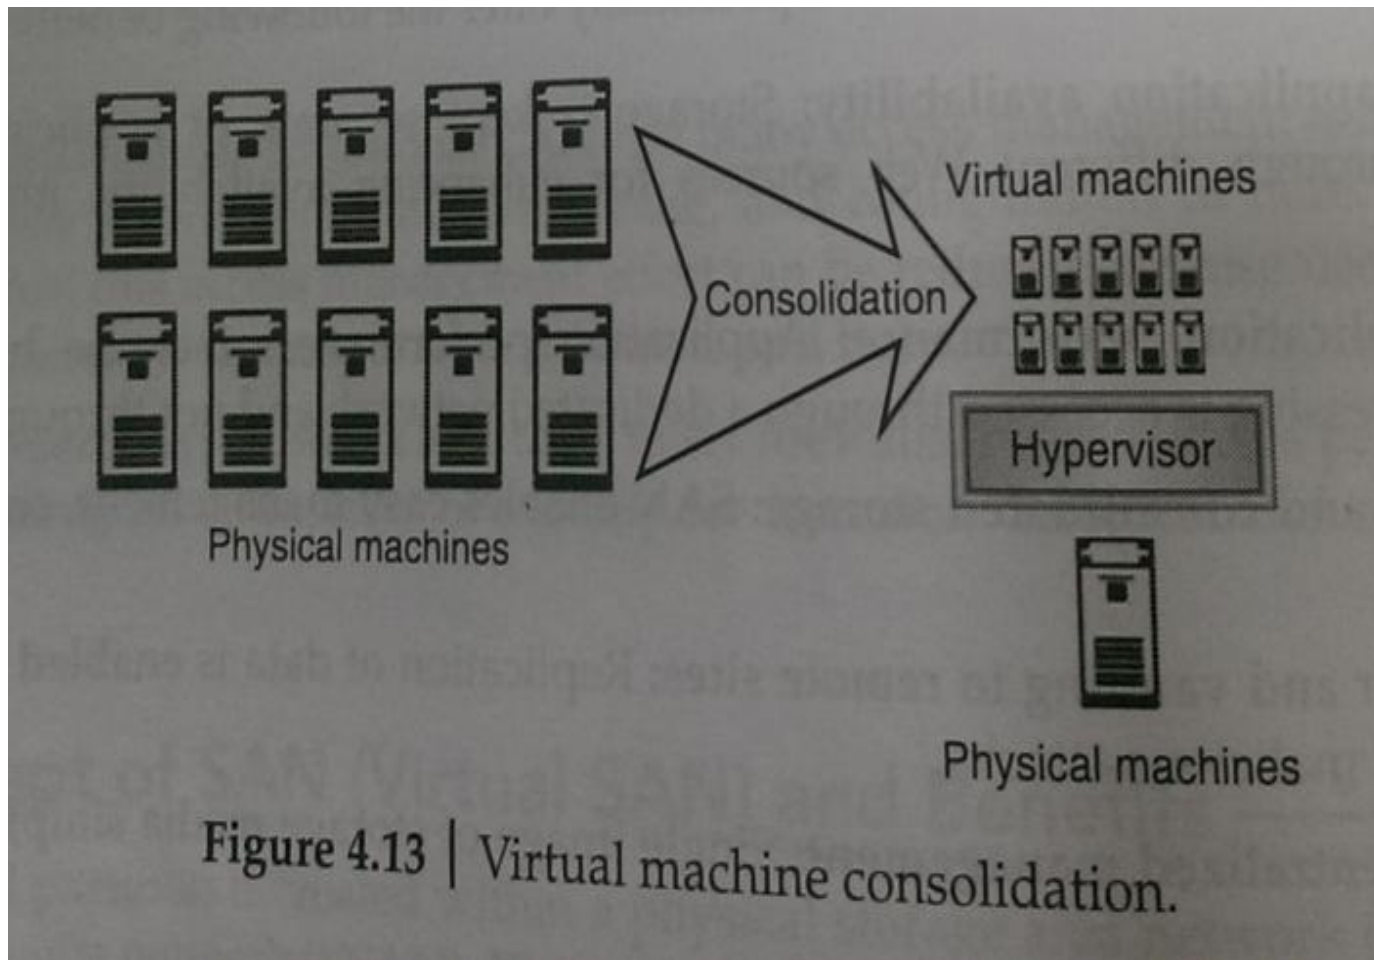 Physical machines
Consolidation
Virtual machines
Hypervisor
Physical machines
Figure 4.13 | Virtual machine consolidation.